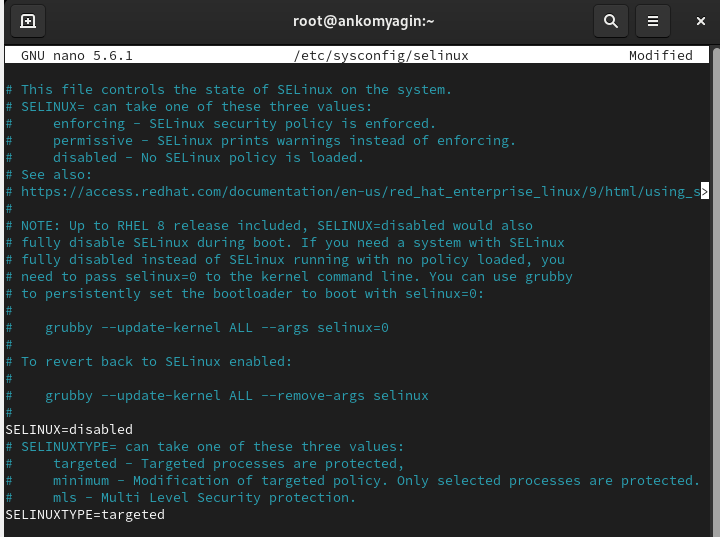 root@ankomyagin:~
GNU nano 5.6.1 /etc/sysconfig/selinux Modified
# This file controls the state of SELinux on the system.
# SELINUX= can take one of these three values:
#     enforcing - SELinux security policy is enforced.
#     permissive - SELinux prints warnings instead of enforcing.
#     disabled - No SELinux policy is loaded.
# See also:
# https://access.redhat.com/documentation/en-us/red_hat_enterprise_linux/9/html/using_s>
#
# NOTE: Up to RHEL 8 release included, SELINUX=disabled would also
# fully disable SELinux during boot. If you need a system with SELinux
# fully disabled instead of SELinux running with no policy loaded, you
# need to pass selinux=0 to the kernel command line. You can use grubby
# to persistently set the bootloader to boot with selinux=0:
#
#    grubby --update-kernel ALL --args selinux=0
#
# To revert back to SELinux enabled:
#
#    grubby --update-kernel ALL --remove-args selinux
#
SELINUX=disabled
# SELINUXTYPE= can take one of these three values:
#     targeted - Targeted processes are protected,
#     minimum - Modification of targeted policy. Only selected processes are protected.
#     mls - Multi Level Security protection.
SELINUXTYPE=targeted